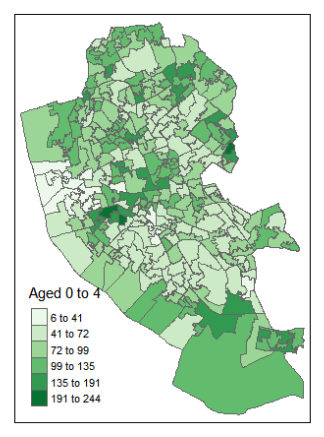 Aged 0 to 4
6 to 41
41 to 72
72 to 99
99 to 135
135 to 191
191 to 244